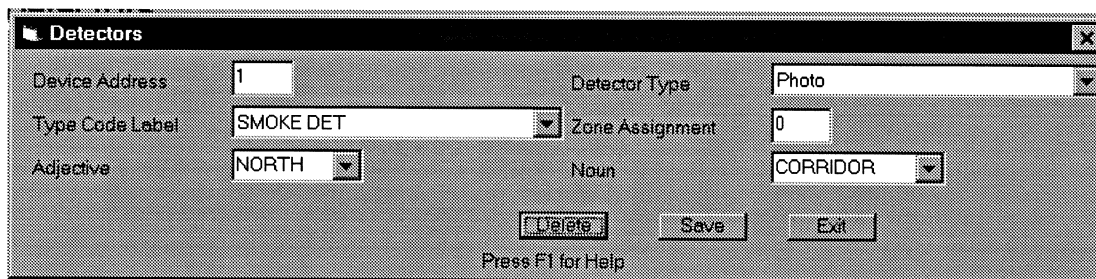 Detectors
Device Address 1 Detector Type Photo
Type Code Label SMOKE DET Zone Assignment 0
Adjective NORTH Noun CORRIDOR
Delete Save Exit
Press F1 for Help